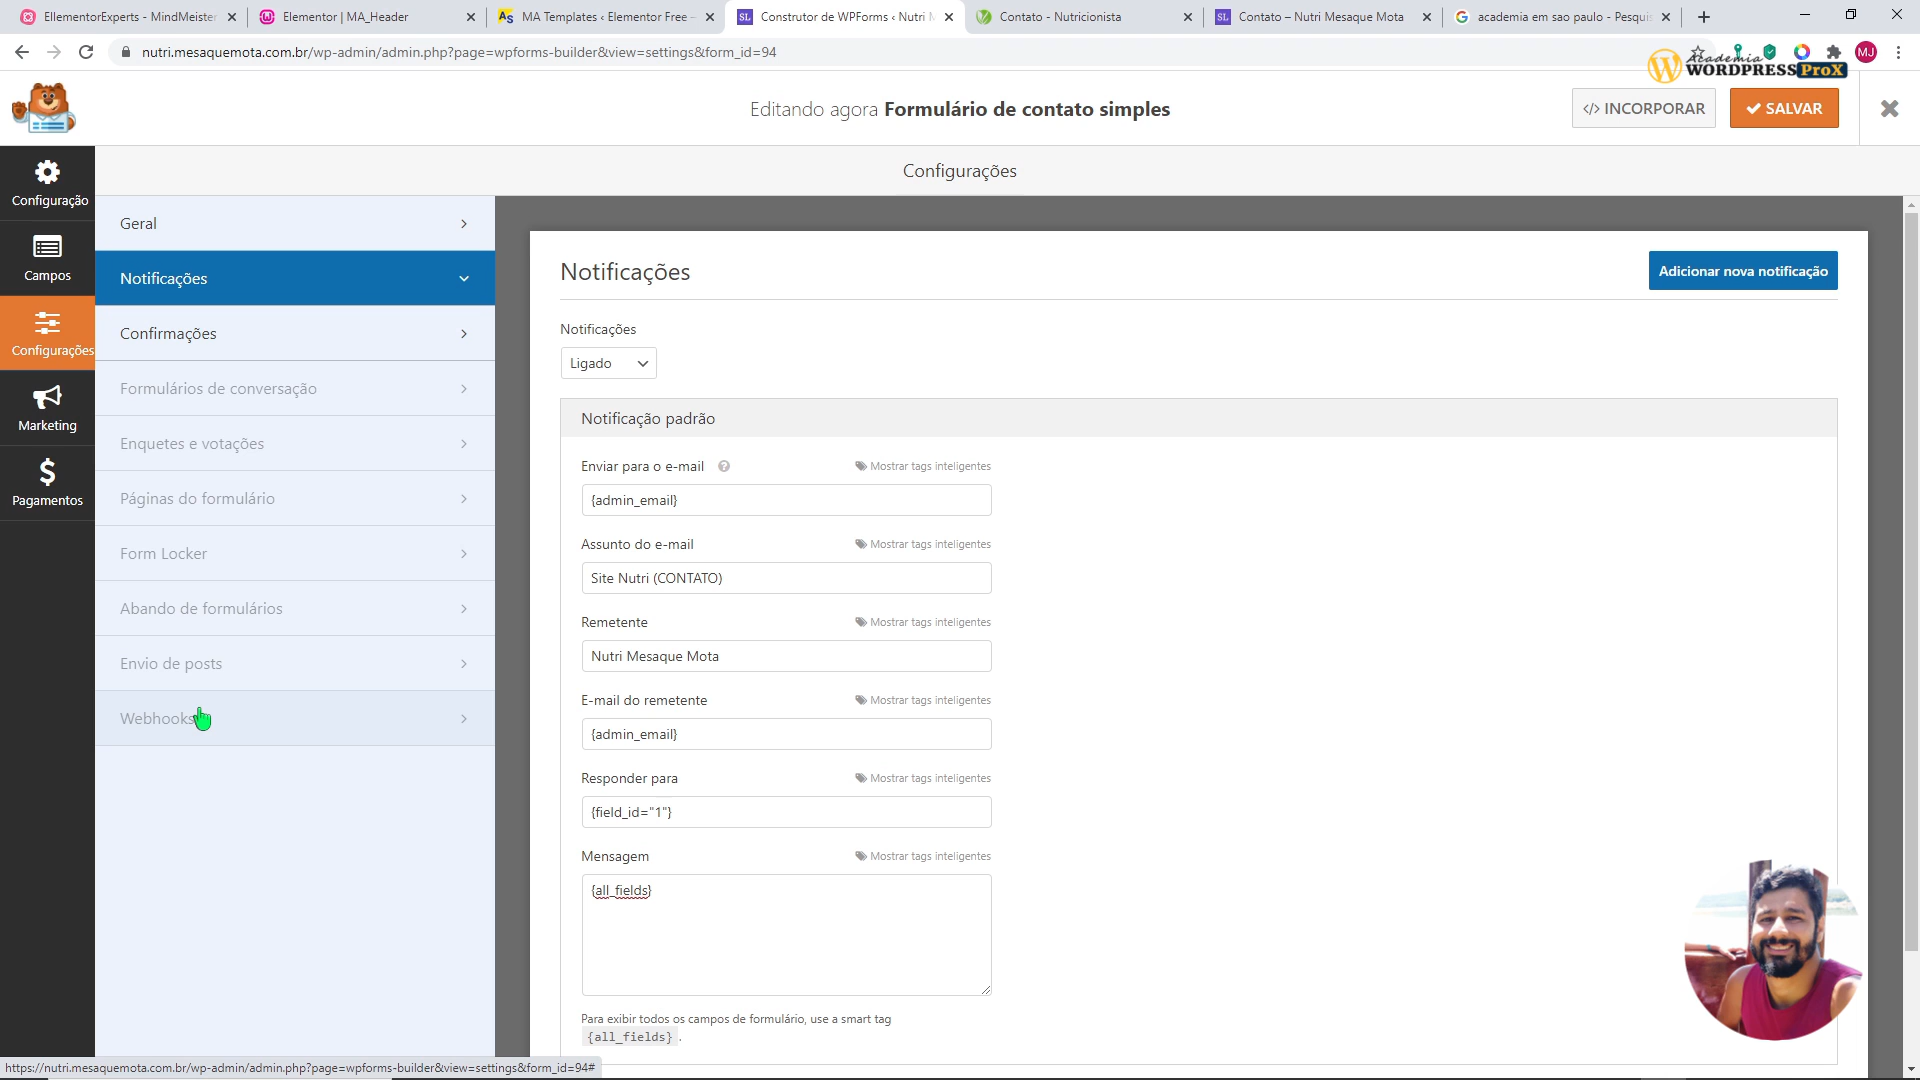 EllementorExperts - MindMeister
Elementor | MA_Header
MA Templates ‹ Elementor Free –
Construtor de WPForms ‹ Nutri M
Contato - Nutricionista
Contato – Nutri Mesaque Mota
academia em sao paulo - Pesqui
nutri.mesaquemota.com.br/wp-admin/admin.php?page=wpforms-builder&view=settings&form_id=94
MJ
Academia
WORDPRESS ProX
Editando agora Formulário de contato simples
</> INCORPORAR
SALVAR
Configurações
Configuração
Campos
Configurações
Marketing
Pagamentos
Geral
Notificações
Confirmações
Formulários de conversação
Enquetes e votações
Páginas do formulário
Form Locker
Abando de formulários
Envio de posts
Webhooks
Notificações
Adicionar nova notificação
Notificações
Ligado
Notificação padrão
Enviar para o e-mail
Mostrar tags inteligentes
{admin_email}
Assunto do e-mail
Mostrar tags inteligentes
Site Nutri (CONTATO)
Remetente
Mostrar tags inteligentes
Nutri Mesaque Mota
E-mail do remetente
Mostrar tags inteligentes
{admin_email}
Responder para
Mostrar tags inteligentes
{field_id="1"}
Mensagem
Mostrar tags inteligentes
{all_fields}
Para exibir todos os campos de formulário, use a smart tag
{all_fields} .
https://nutri.mesaquemota.com.br/wp-admin/admin.php?page=wpforms-builder&view=settings&form_id=94#